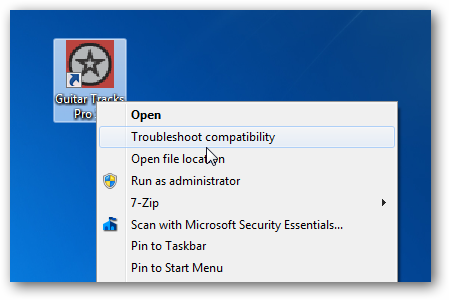 Guitar Tracks
Pro
Open
Troubleshoot compatibility
Open file location
Run as administrator
7-Zip
Scan with Microsoft Security Essentials...
Pin to Taskbar
Pin to Start Menu